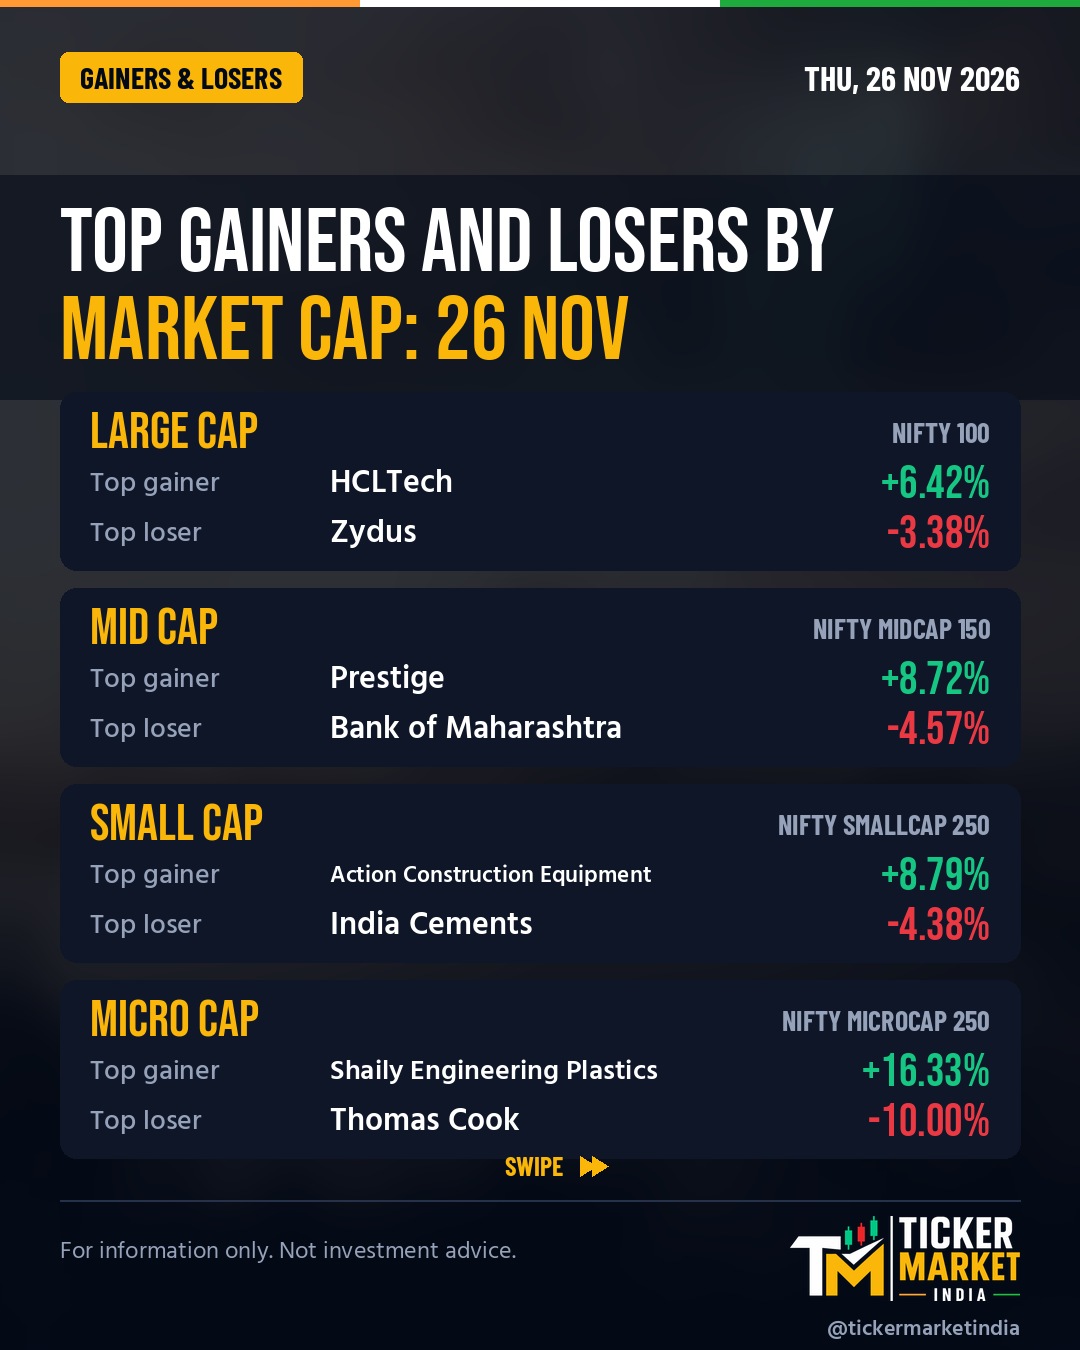 GAINERS & LOSERS
THU, 26 NOV 2026
TOP GAINERS AND LOSERS BY
MARKET CAP: 26 NOV
LARGE CAP
NIFTY 100
Top gainer HCLTech +6.42%
Top loser Zydus -3.38%
MID CAP
NIFTY MIDCAP 150
Top gainer Prestige +8.72%
Top loser Bank of Maharashtra -4.57%
SMALL CAP
NIFTY SMALLCAP 250
Top gainer Action Construction Equipment +8.79%
Top loser India Cements -4.38%
MICRO CAP
NIFTY MICROCAP 250
Top gainer Shaily Engineering Plastics +16.33%
Top loser Thomas Cook -10.00%
SWIPE
For information only. Not investment advice.
TM
TICKER
MARKET
INDIA
@tickermarketindia